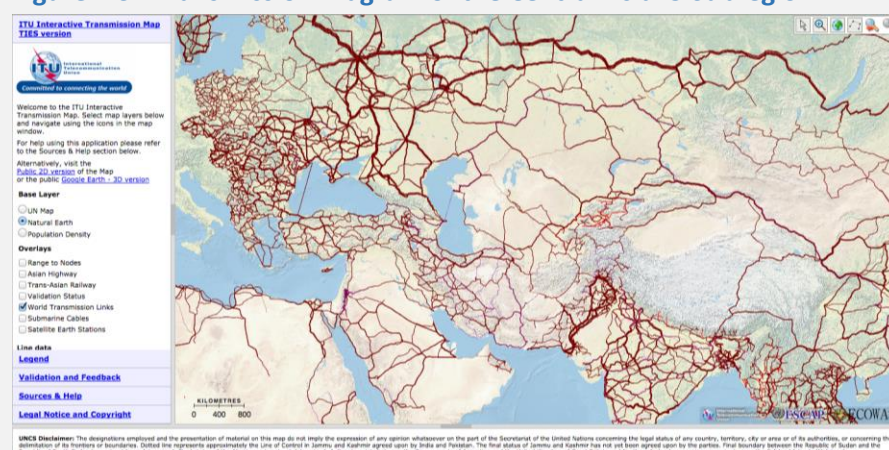 ITU Interactive Transmission Map
TIES version
ITU
International
Telecommunication
Union
Committed to connecting the world
Welcome to the ITU Interactive
Transmission Map. Select map layers below
and navigate using the icons in the map
window.
For help using this application please refer
to the Sources & Help section below.
Alternatively, visit the
Public 2D version of the Map
or the public Google Earth - 3D version
Base Layer
UN Map
Natural Earth
Population Density
Overlays
Range to Nodes
Asian Highway
Trans-Asian Railway
Validation Status
World Transmission Links
Submarine Cables
Satellite Earth Stations
Line data
Legend
Validation and Feedback
Sources & Help
Legal Notice and Copyright
KILOMETRES
0 400 800
ESCAP ECOWA
UNCS Disclaimer: The designations employed and the presentation of material on this map do not imply the expression of any opinion whatsoever on the part of the Secretariat of the United Nations concerning the legal status of any country, territory, city or area or of its authorities, or concerning the
delimitation of its frontiers or boundaries. Dotted line represents approximately the Line of Control in Jammu and Kashmir agreed upon by India and Pakistan. The final status of Jammu and Kashmir has not yet been agreed upon by the parties. Final boundary between the Republic of Sudan and the